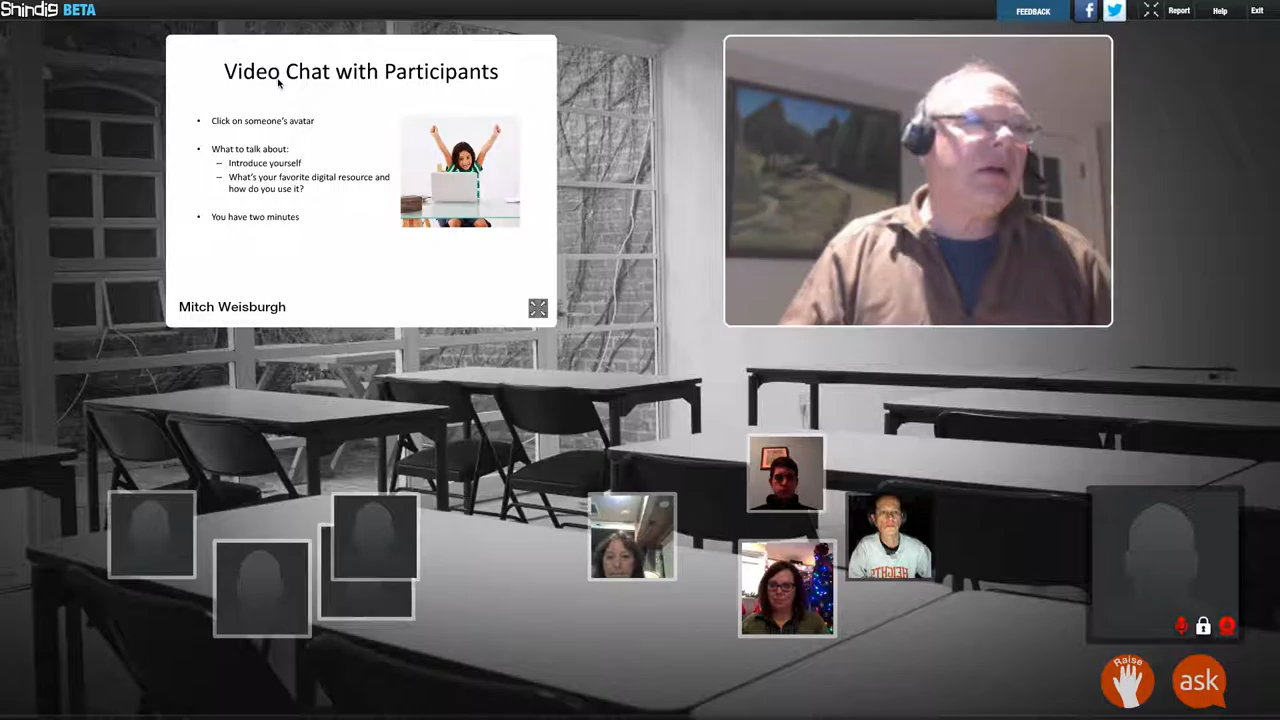 Shindig BETA
FEEDBACK
Report
Help
Exit
Video Chat with Participants
• Click on someone's avatar
• What to talk about:
– Introduce yourself
– What's your favorite digital resource and
how do you use it?
• You have two minutes
Mitch Weisburgh
Raise
ask